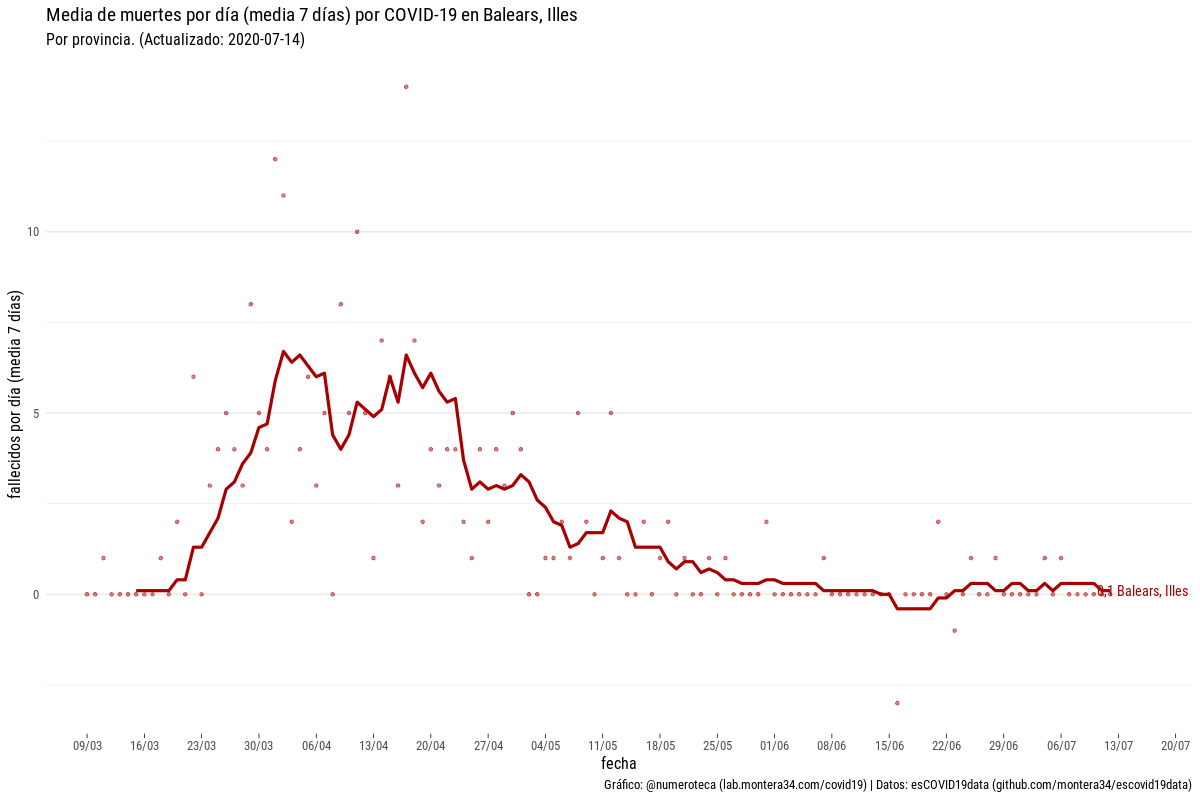 Media de muertes por día (media 7 días) por COVID-19 en Balears, Illes
Por provincia. (Actualizado: 2020-07-14)
fallecidos por día (media 7 días)
10
5
0
0,1 Balears, Illes
09/03 16/03 23/03 30/03 06/04 13/04 20/04 27/04 04/05 11/05 18/05 25/05 01/06 08/06 15/06 22/06 29/06 06/07 13/07 20/07
fecha
Gráfico: @numeroteca (lab.montera34.com/covid19) | Datos: esCOVID19data (github.com/montera34/escovid19data)